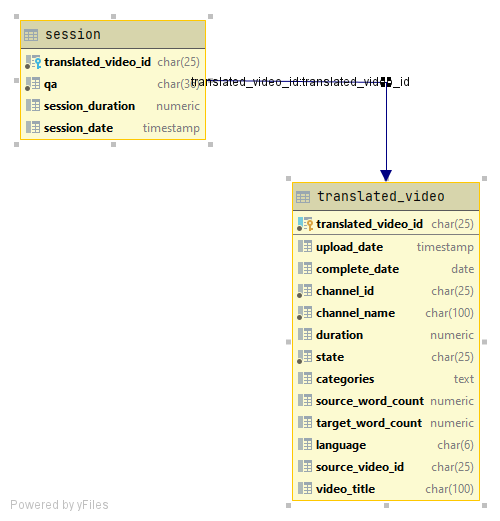 session
translated_video_id char(25)
qa char(30)
session_duration numeric
session_date timestamp
translated_video_id:translated_video_id
translated_video
translated_video_id char(25)
upload_date timestamp
complete_date date
channel_id char(25)
channel_name char(100)
duration numeric
state char(25)
categories text
source_word_count numeric
target_word_count numeric
language char(6)
source_video_id char(25)
video_title char(100)
Powered by yFiles